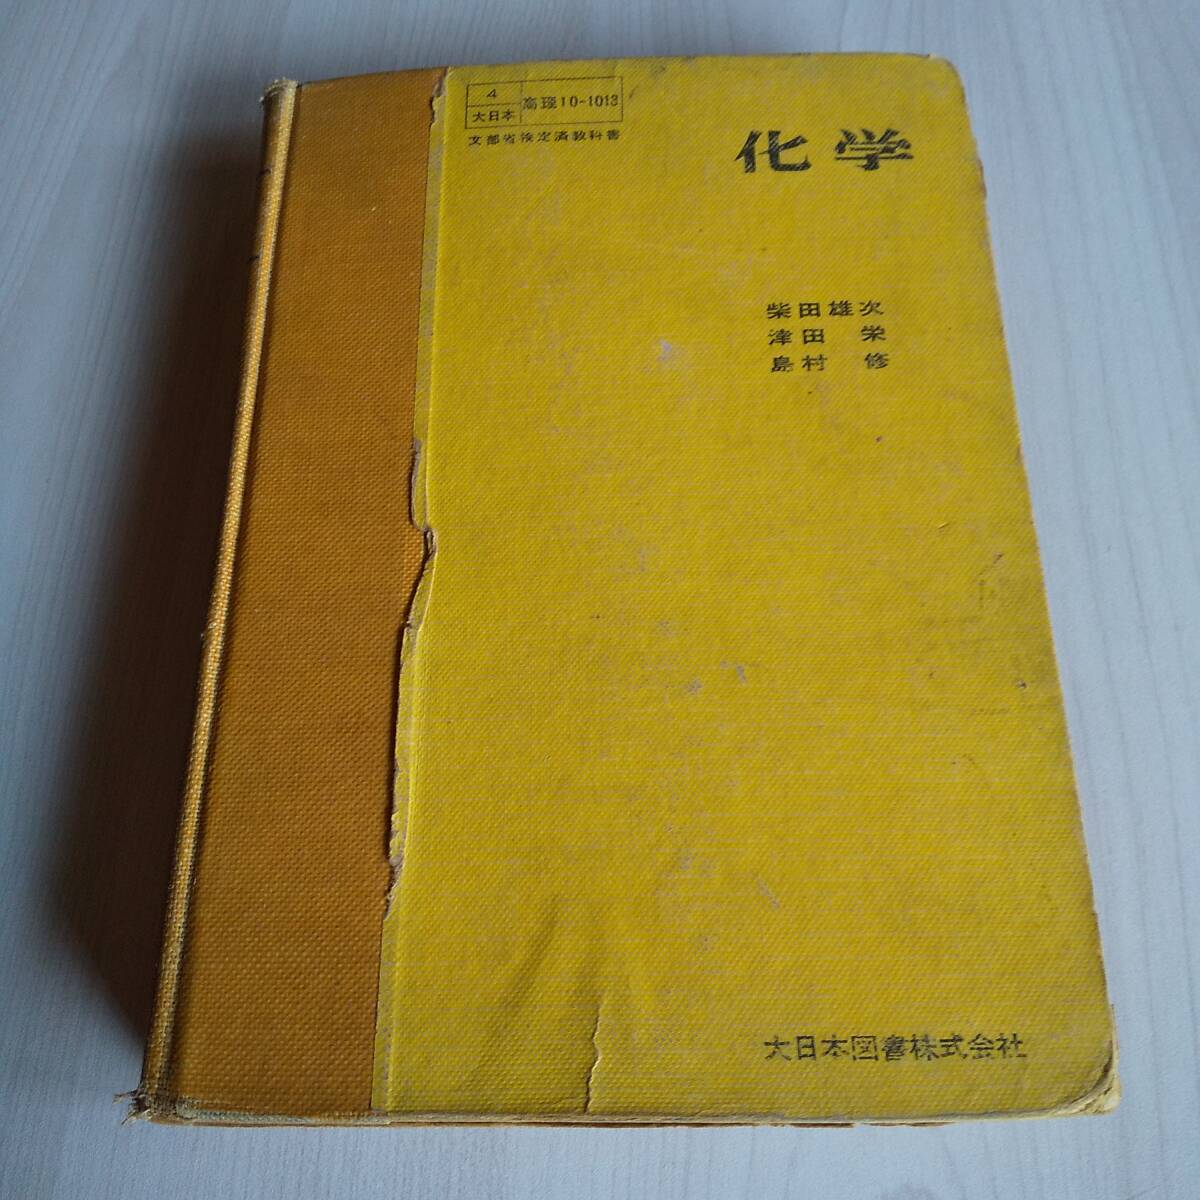 4
大日本
高理10-1013
文部省検定済教科書
化学
柴田雄次
津田 栄
島村 修
大日本図書株式会社